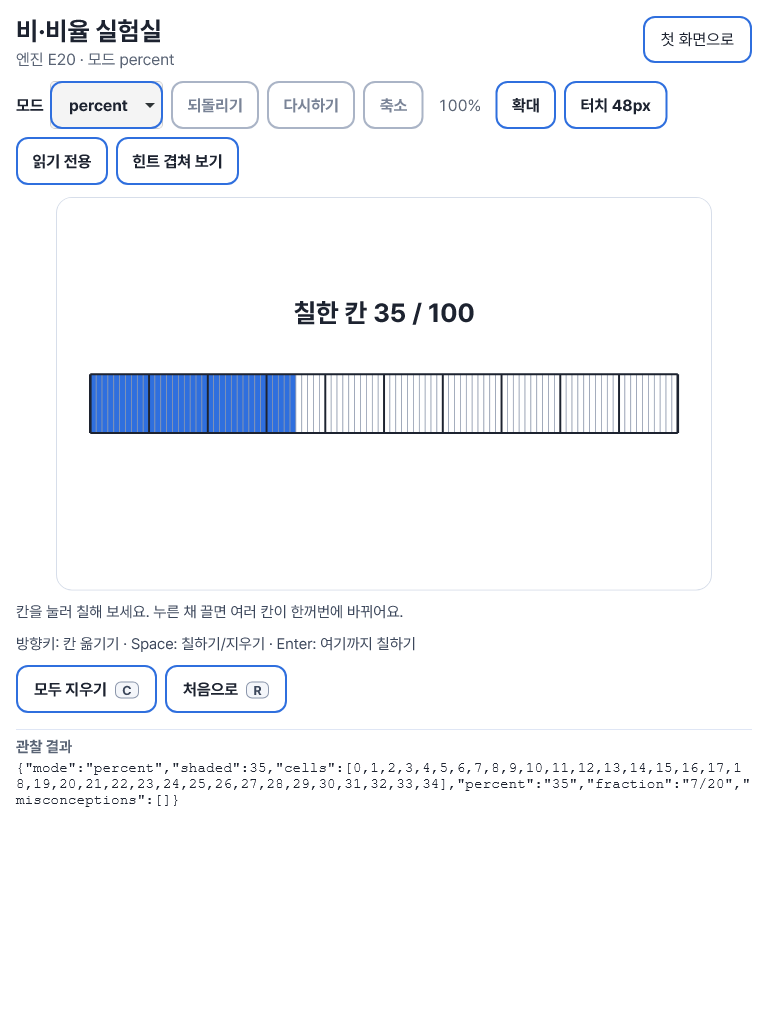 비·비율 실험실
엔진 E20 · 모드 percent
첫 화면으로
모드 percent 되돌리기 다시하기 축소 100% 확대 터치 48px
읽기 전용 힌트 겹쳐 보기
칠한 칸 35 / 100
칸을 눌러 칠해 보세요. 누른 채 끌면 여러 칸이 한꺼번에 바뀌어요.
방향키: 칸 옮기기 · Space: 칠하기/지우기 · Enter: 여기까지 칠하기
모두 지우기 C 처음으로 R
관찰 결과
{"mode":"percent","shaded":35,"cells":[0,1,2,3,4,5,6,7,8,9,10,11,12,13,14,15,16,17,1
8,19,20,21,22,23,24,25,26,27,28,29,30,31,32,33,34],"percent":"35","fraction":"7/20","
misconceptions":[]}